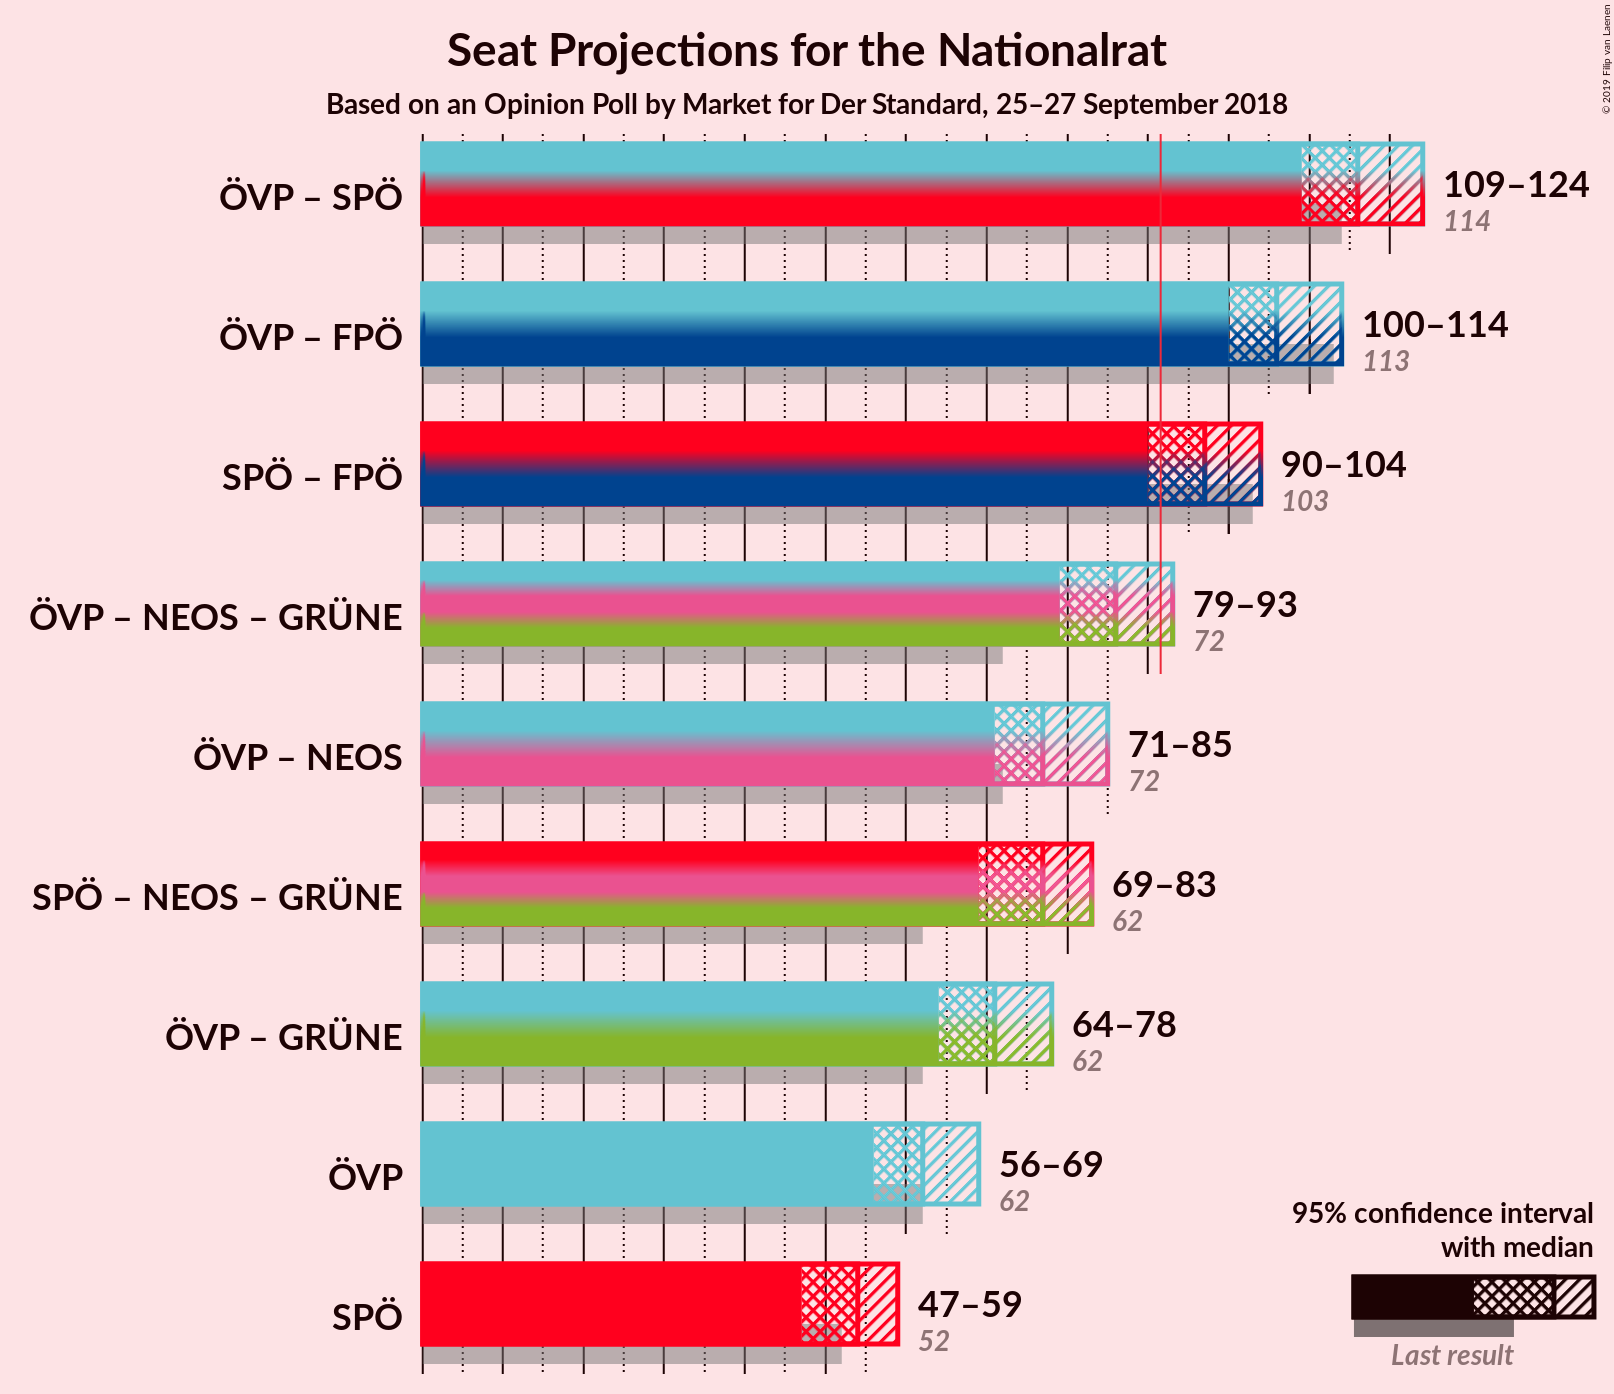 Seat Projections for the Nationalrat
Based on an Opinion Poll by Market for Der Standard, 25–27 September 2018
© 2019 Filip van Laenen
ÖVP – SPÖ
109–124
114
ÖVP – FPÖ
100–114
113
SPÖ – FPÖ
90–104
103
ÖVP – NEOS – GRÜNE
79–93
72
ÖVP – NEOS
71–85
72
SPÖ – NEOS – GRÜNE
69–83
62
ÖVP – GRÜNE
64–78
62
ÖVP
56–69
62
SPÖ
47–59
52
95% confidence interval
with median
Last result